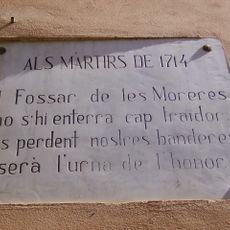 ALS MÀRTIRS DE 1714
l Fossar de les Moreres
no s'hi enterra cap traidor:
s perdent nostres banderes
serà l'urna de l'honor.